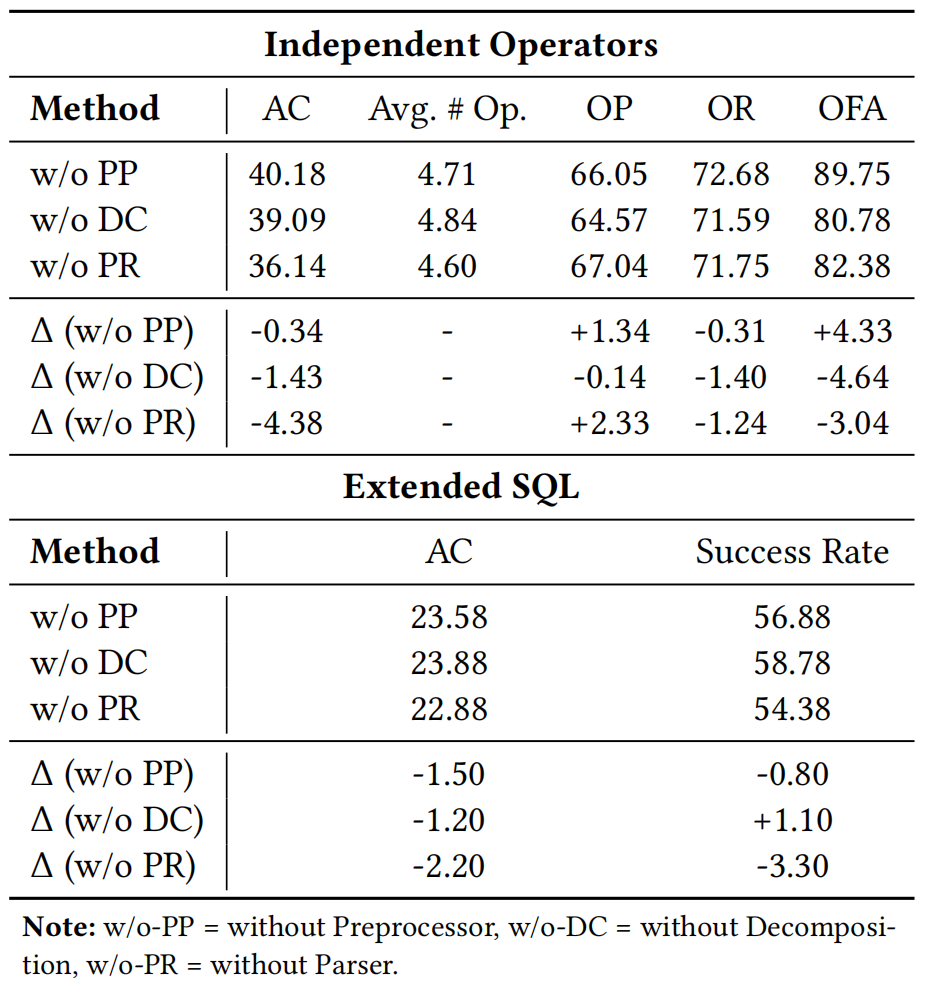 Independent Operators
Method AC Avg. # Op. OP OR OFA
w/o PP 40.18 4.71 66.05 72.68 89.75
w/o DC 39.09 4.84 64.57 71.59 80.78
w/o PR 36.14 4.60 67.04 71.75 82.38
Δ (w/o PP) -0.34 - +1.34 -0.31 +4.33
Δ (w/o DC) -1.43 - -0.14 -1.40 -4.64
Δ (w/o PR) -4.38 - +2.33 -1.24 -3.04
Extended SQL
Method AC Success Rate
w/o PP 23.58 56.88
w/o DC 23.88 58.78
w/o PR 22.88 54.38
Δ (w/o PP) -1.50 -0.80
Δ (w/o DC) -1.20 +1.10
Δ (w/o PR) -2.20 -3.30
Note: w/o-PP = without Preprocessor, w/o-DC = without Decomposi-
tion, w/o-PR = without Parser.